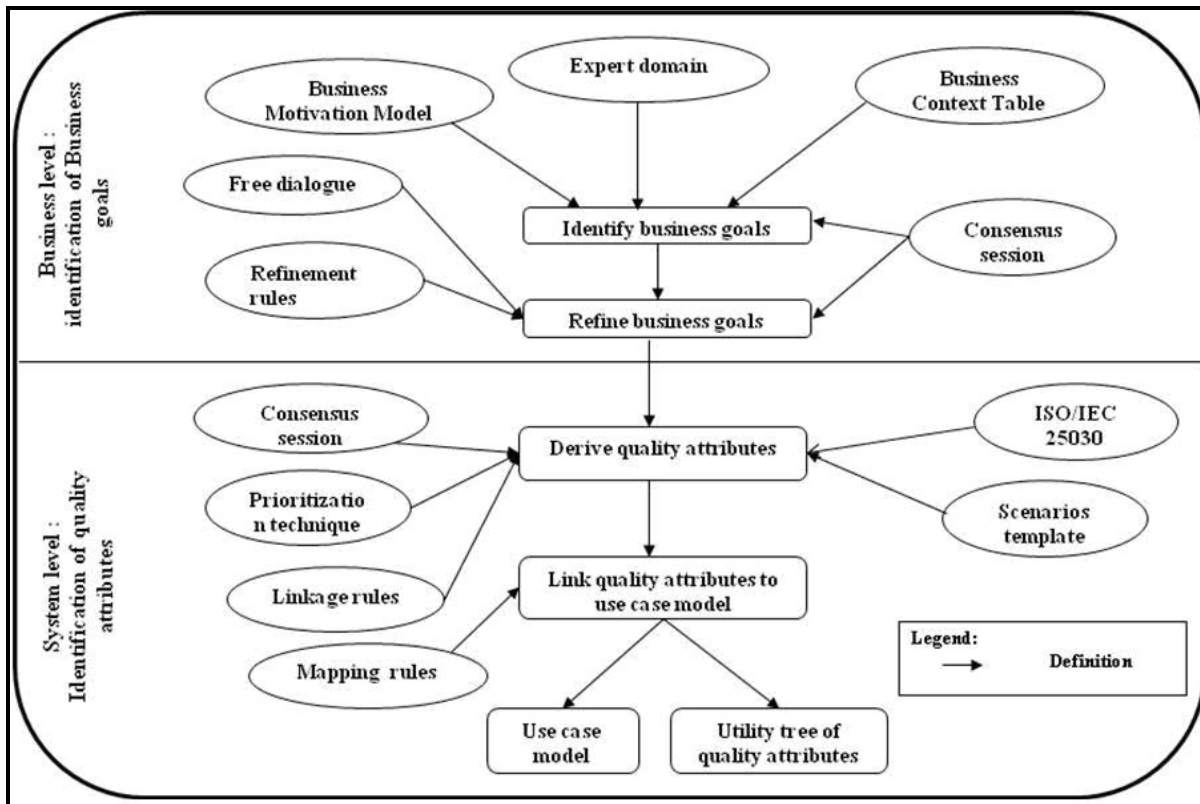 Business level :
identification of Business
goals
Business
Motivation Model
Expert domain
Business
Context Table
Free dialogue
Identify business goals
Consensus
session
Refinement
rules
Refine business goals
System level :
Identification of quality
attributes
Consensus
session
Derive quality attributes
ISO/IEC
25030
Prioritizatio
n technique
Scenarios
template
Linkage rules
Link quality attributes to
use case model
Mapping rules
Legend:
Definition
Use case
model
Utility tree of
quality attributes